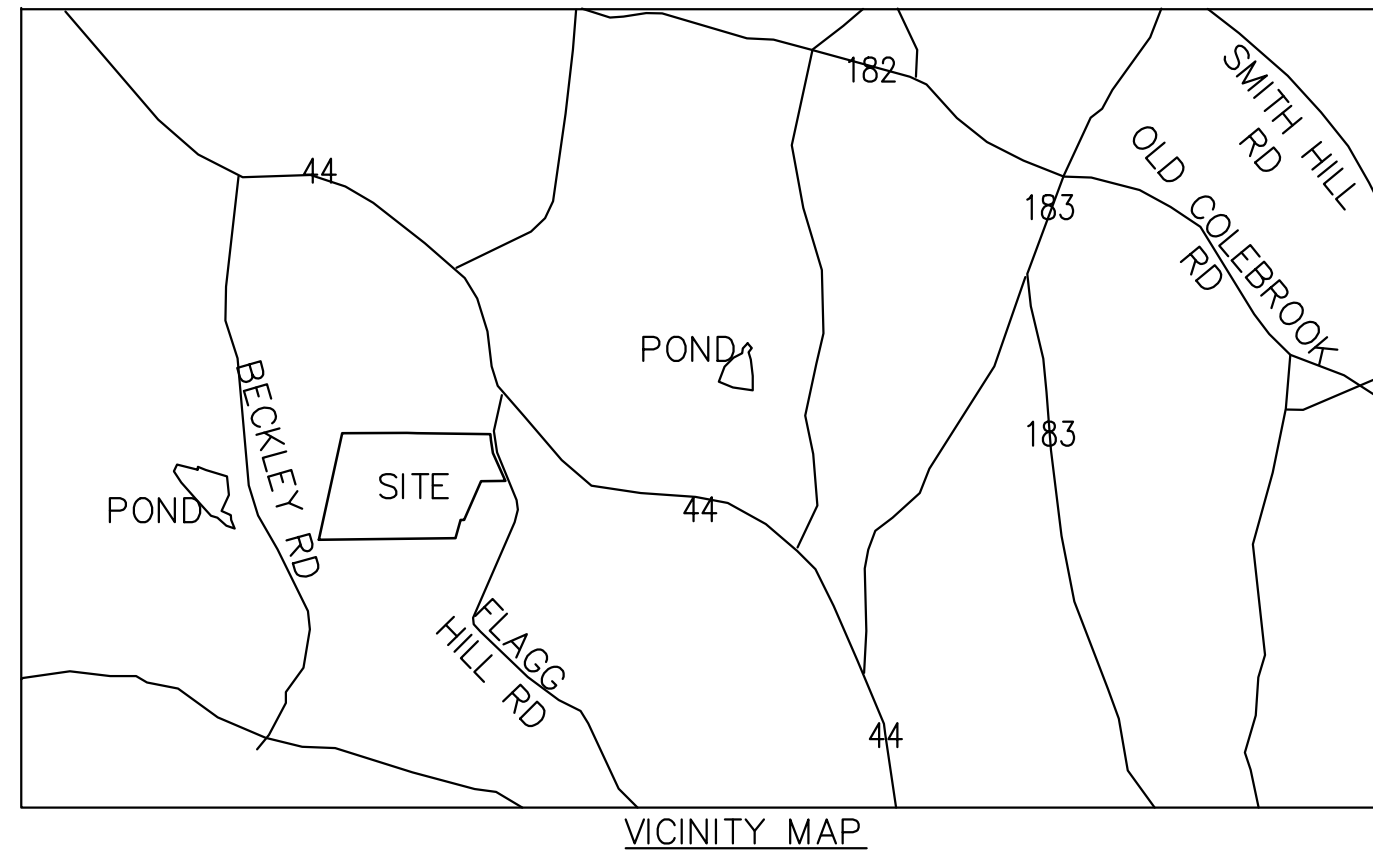 182
SMITH HILL
RD
44
OLD COLEBROOK
RD
183
POND
BECKLEY RD
183
SITE
POND
44
FLAGG
HILL RD
44
VICINITY MAP